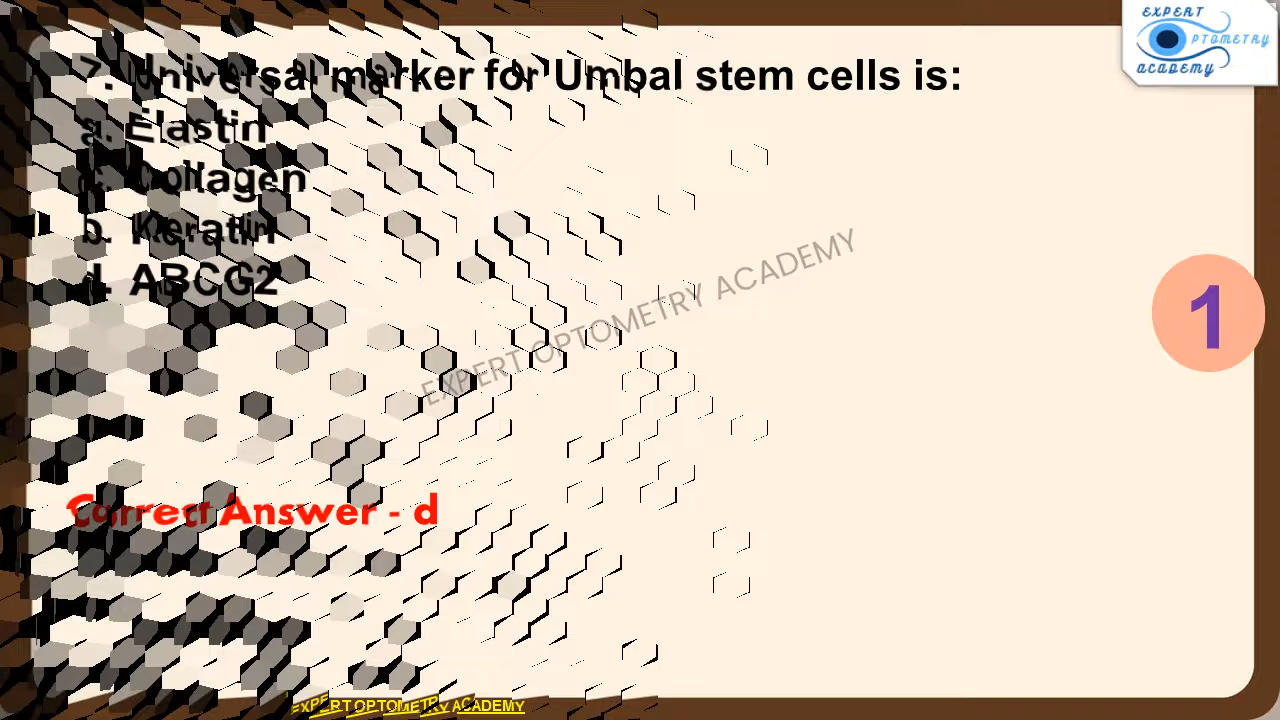 7. Universal marker for Umbal stem cells is:
a. Elastin
c. Collagen
b. Keratin
d. ABCG2
Correct Answer - d
1
EXPERT OPTOMETRY ACADEMY
EXPERT
OPTOMETRY
academy
EXPERT OPTOMETRY ACADEMY